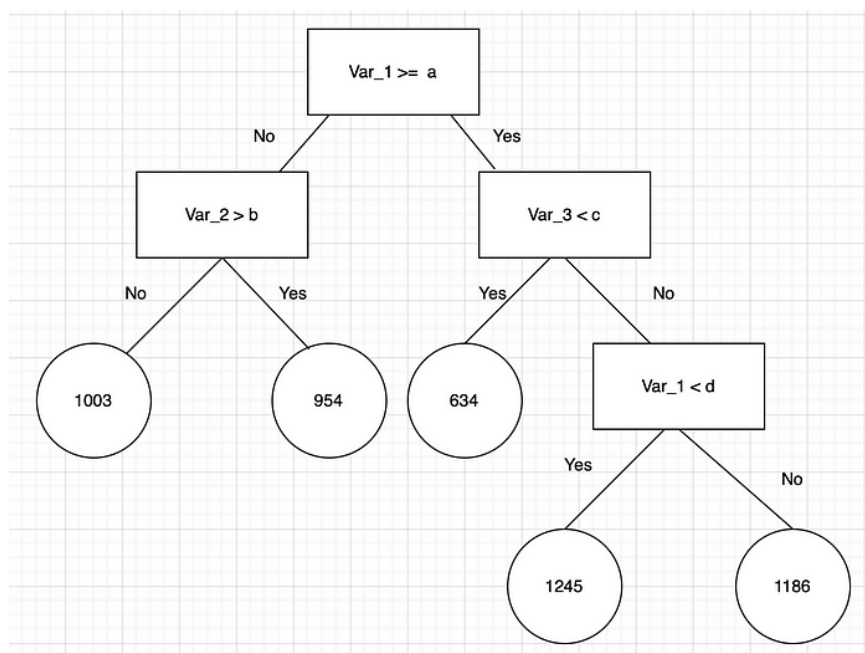 Var_1 >= a
No
Yes
Var_2 > b
Var_3 < c
No
Yes
Yes
No
1003
954
634
Var_1 < d
Yes
No
1245
1186